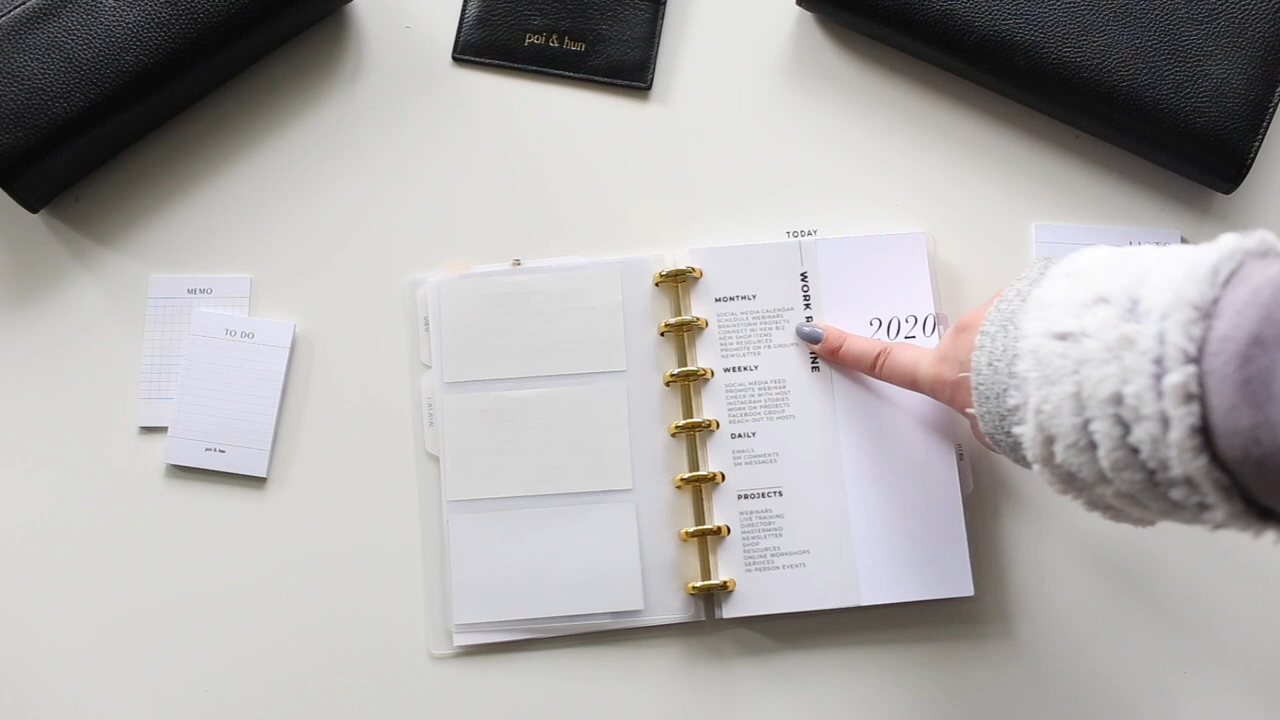 poi & hun
MEMO
TO DO
poi & hun
TODAY
WORK R
INE
MONTHLY
SOCIAL MEDIA CALENDAR
SCHEDULE WEBINARS
BRAINSTORM PROJECTS
CONNECT W/ NEW BIZ
NEW SHOP ITEMS
NEW RESOURCES
PROMOTE ON FB GROUPS
NEWSLETTER
WEEKLY
SOCIAL MEDIA FEED
PROMOTE WEBINAR
CHECK IN WITH HOST
INSTAGRAM STORIES
WORK ON PROJECTS
FACEBOOK GROUP
REACH OUT TO HOSTS
DAILY
EMAILS
SM COMMENTS
SM MESSAGES
PROJECTS
WEBINARS
LIVE TRAINING
DIRECTORY
MASTERMIND
NEWSLETTER
SHOP
RESOURCES
ONLINE WORKSHOPS
SERVICES
IN-PERSON EVENTS
2020
LISTS